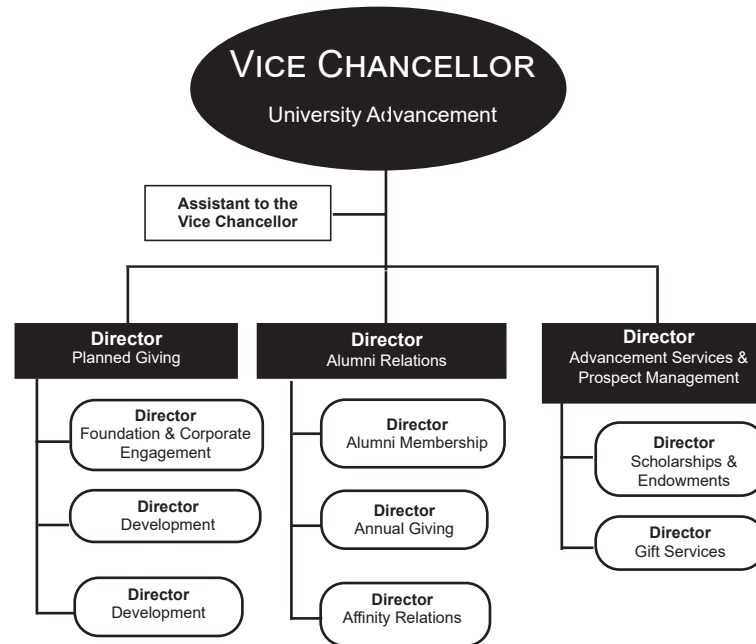 VICE CHANCELLOR
University Advancement
Assistant to the
Vice Chancellor
Director
Planned Giving
Director
Alumni Relations
Director
Advancement Services &
Prospect Management
Director
Foundation & Corporate
Engagement
Director
Development
Director
Development
Director
Alumni Membership
Director
Annual Giving
Director
Affinity Relations
Director
Scholarships &
Endowments
Director
Gift Services